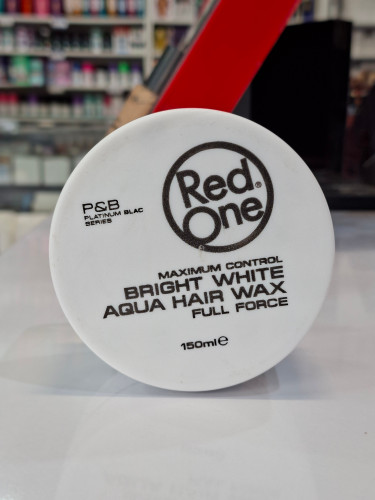 Red®
One
P&B
PLATINUM BLAC
SERIES
MAXIMUM CONTROL
BRIGHT WHITE
AQUA HAIR WAX
FULL FORCE
150ml℮